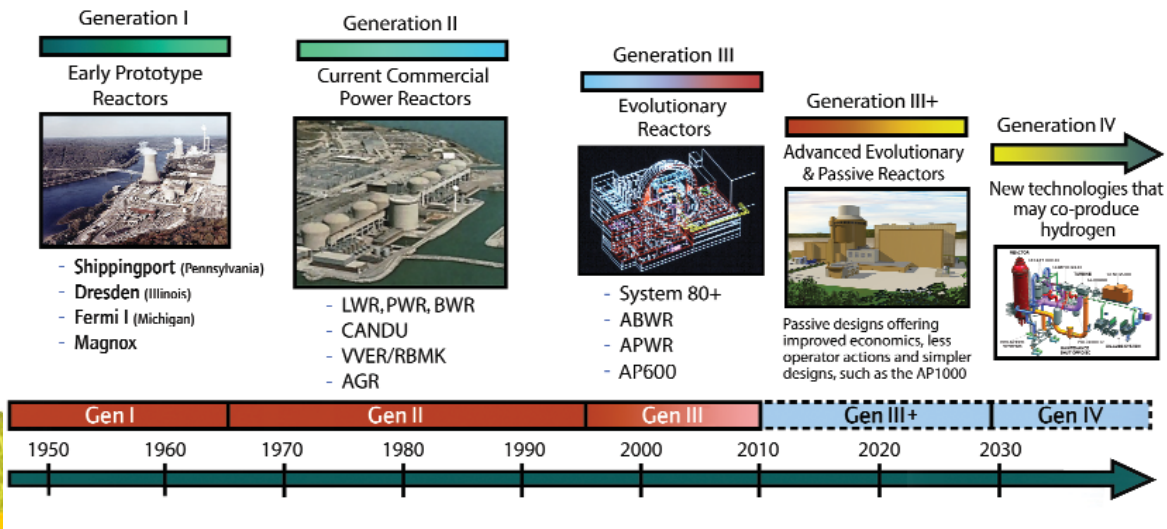 Generation I
Early Prototype
Reactors
- Shippingport (Pennsylvania)
- Dresden (Illinois)
- Fermi I (Michigan)
- Magnox
Generation II
Current Commercial
Power Reactors
- LWR, PWR, BWR
- CANDU
- VVER/RBMK
- AGR
Generation III
Evolutionary
Reactors
- System 80+
- ABWR
- APWR
- AP600
Generation III+
Advanced Evolutionary
& Passive Reactors
Passive designs offering
improved economics, less
operator actions and simpler
designs, such as the AP1000
Generation IV
New technologies that
may co-produce
hydrogen
REACTOR
TURBINE
Gen I
Gen II
Gen III
Gen III+
Gen IV
1950
1960
1970
1980
1990
2000
2010
2020
2030